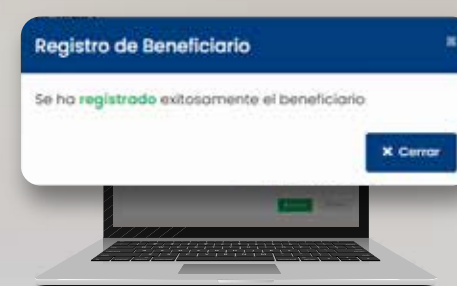 Registro de Beneficiario
Se ha registrado exitosamente el beneficiario
× Cerrar